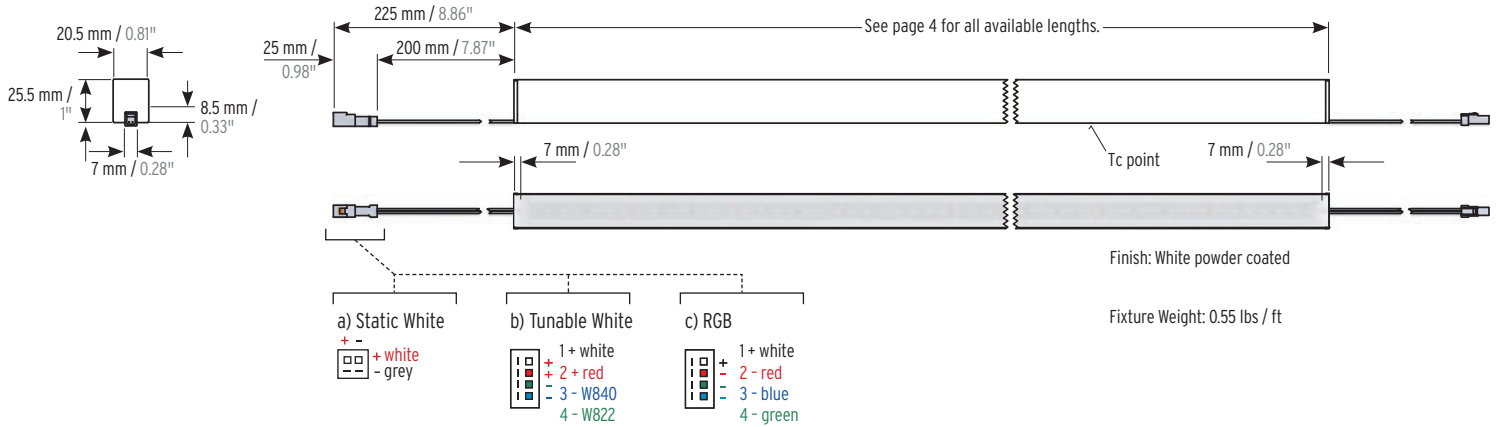 225 mm / 8.86"
20.5 mm / 0.81"
See page 4 for all available lengths.
25 mm /
0.98"
200 mm / 7.87"
25.5 mm /
1"
8.5 mm /
0.33"
7 mm / 0.28"
7 mm / 0.28"
Tc point
7 mm / 0.28"
Finish: White powder coated
Fixture Weight: 0.55 lbs / ft
a) Static White
+ -
+ white
- grey
b) Tunable White
1 + white
+
+ 2 + red
- 3 - W840
- 4 - W822
c) RGB
1 + white
+
- 2 - red
- 3 - blue
- 4 - green